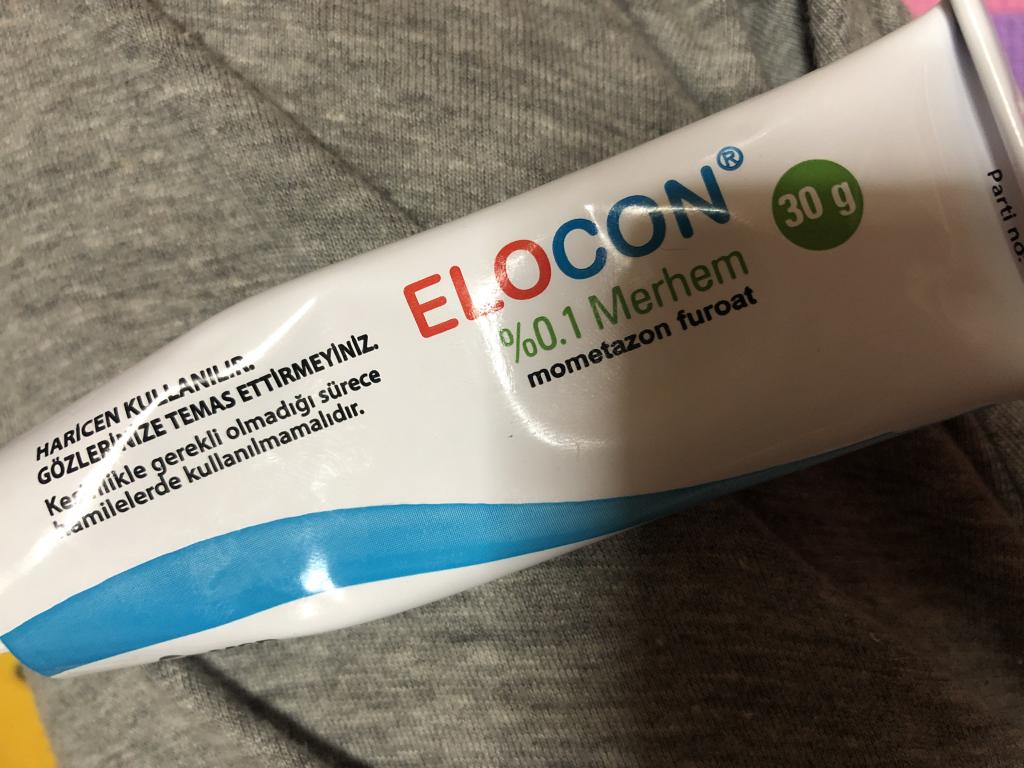 ELOCON®
30 g
%0.1 Merhem
mometazon furoat
HARİCEN KULLANILIR.
GÖZLERİNİZE TEMAS ETTİRMEYİNİZ.
Kesinlikle gerekli olmadığı sürece
hamilelerde kullanılmamalıdır.
Parti no.